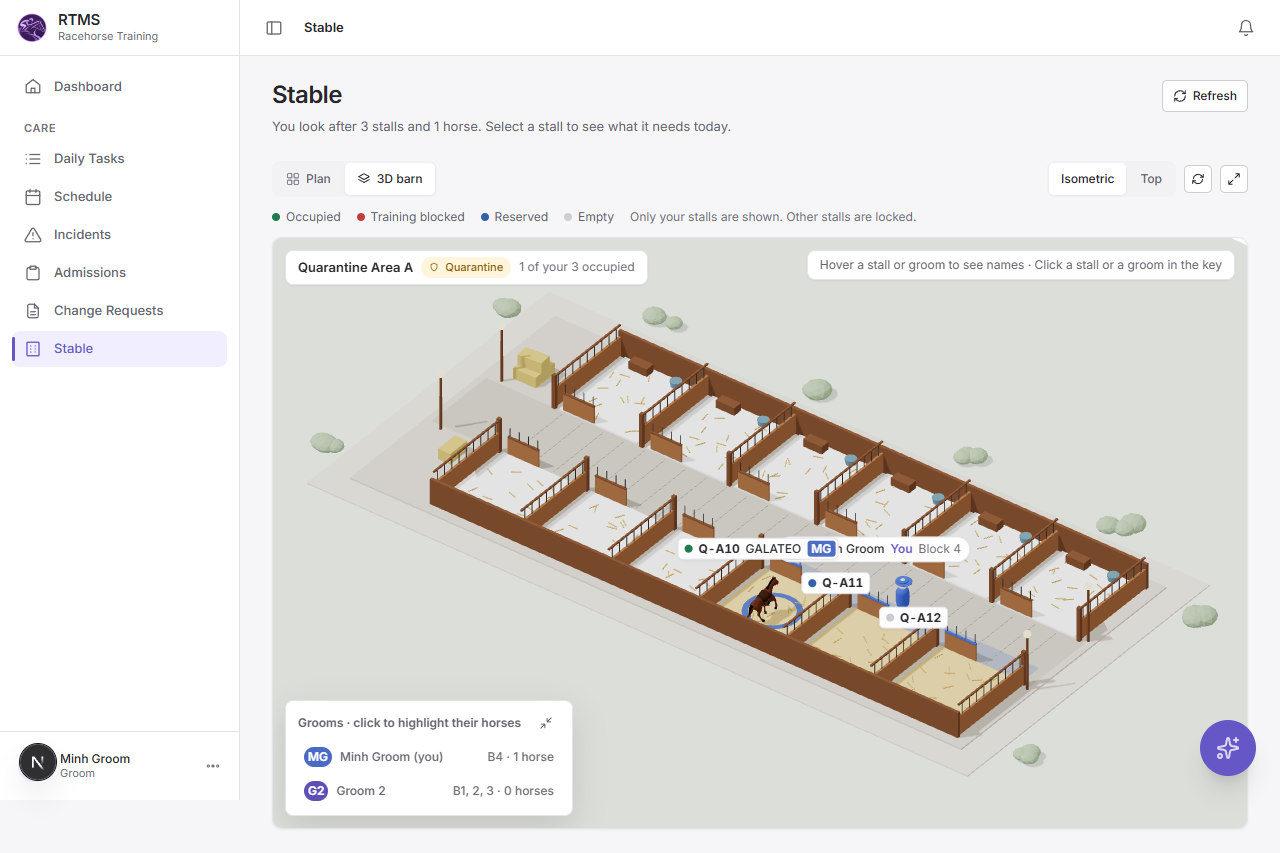 RTMS
Racehorse Training
Stable
Dashboard
CARE
Daily Tasks
Schedule
Incidents
Admissions
Change Requests
Stable
N
Minh Groom
Groom
Stable
Refresh
You look after 3 stalls and 1 horse. Select a stall to see what it needs today.
Plan
3D barn
Isometric
Top
Occupied
Training blocked
Reserved
Empty
Only your stalls are shown. Other stalls are locked.
Quarantine Area A
Quarantine
1 of your 3 occupied
Hover a stall or groom to see names · Click a stall or a groom in the key
Q-A10 GALATEO MG Groom You Block 4
Q-A11
Q-A12
Grooms · click to highlight their horses
MG Minh Groom (you) B4 · 1 horse
G2 Groom 2 B1, 2, 3 · 0 horses